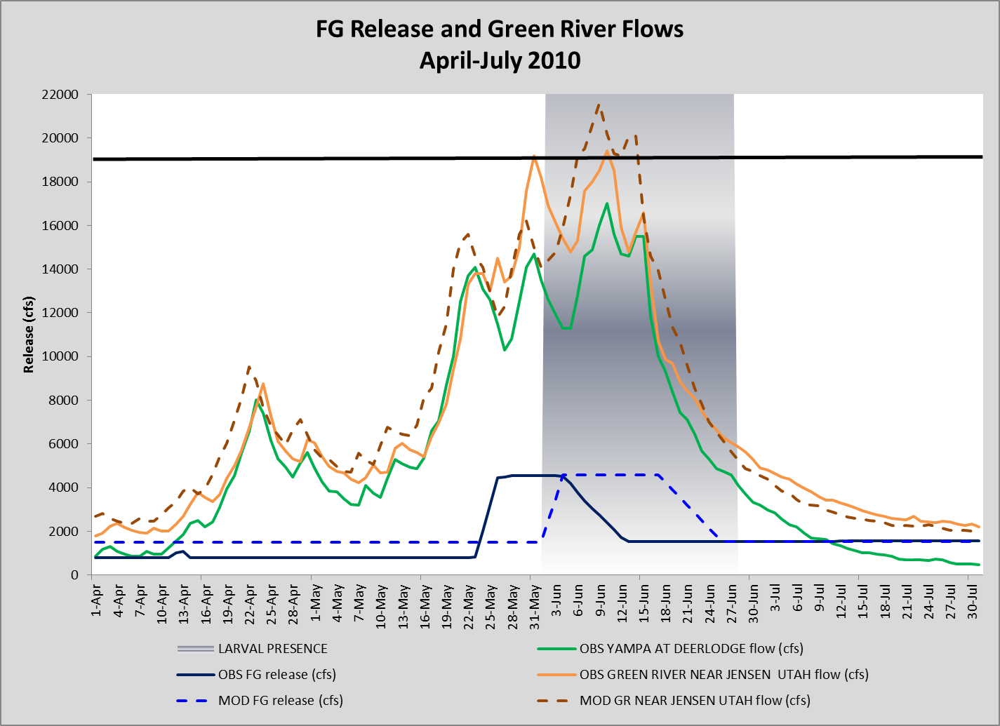 FG Release and Green River Flows
April-July 2010
Release (cfs)
22000
20000
18000
16000
14000
12000
10000
8000
6000
4000
2000
0
1-Apr
4-Apr
7-Apr
10-Apr
13-Apr
16-Apr
19-Apr
22-Apr
25-Apr
28-Apr
1-May
4-May
7-May
10-May
13-May
16-May
19-May
22-May
25-May
28-May
31-May
3-Jun
6-Jun
9-Jun
12-Jun
15-Jun
18-Jun
21-Jun
24-Jun
27-Jun
30-Jun
3-Jul
6-Jul
9-Jul
12-Jul
15-Jul
18-Jul
21-Jul
24-Jul
27-Jul
30-Jul
LARVAL PRESENCE
OBS YAMPA AT DEERLODGE flow (cfs)
OBS FG release (cfs)
OBS GREEN RIVER NEAR JENSEN  UTAH flow (cfs)
MOD FG release (cfs)
MOD GR NEAR JENSEN UTAH flow (cfs)